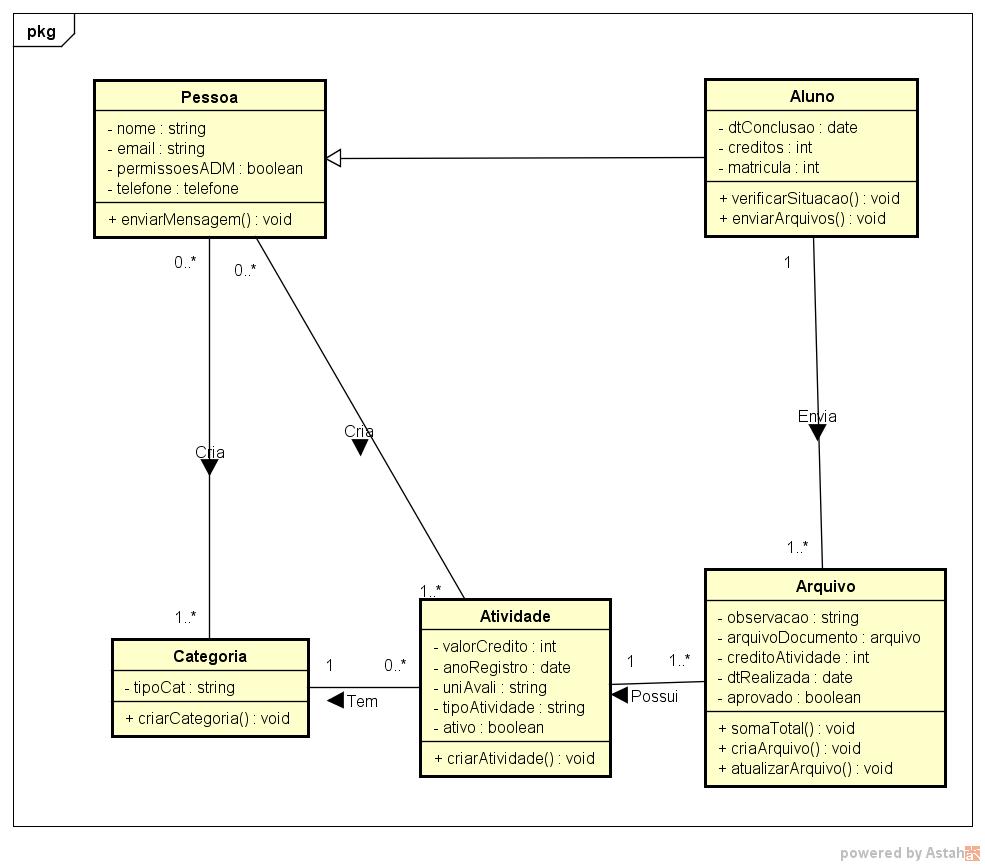 pkg
Pessoa
- nome : string
- email : string
- permissoesADM : boolean
- telefone : telefone
+ enviarMensagem() : void
Aluno
- dtConclusao : date
- creditos : int
- matricula : int
+ verificarSituacao() : void
+ enviarArquivos() : void
0..*
0..*
1
Cria
Cria
Envia
1..*
1..*
1..*
Categoria
- tipoCat : string
+ criarCategoria() : void
1
0..*
Tem
Atividade
- valorCredito : int
- anoRegistro : date
- uniAvali : string
- tipoAtividade : string
- ativo : boolean
+ criarAtividade() : void
1
1..*
Possui
Arquivo
- observacao : string
- arquivoDocumento : arquivo
- creditoAtividade : int
- dtRealizada : date
- aprovado : boolean
+ somaTotal() : void
+ criaArquivo() : void
+ atualizarArquivo() : void
powered by Astah